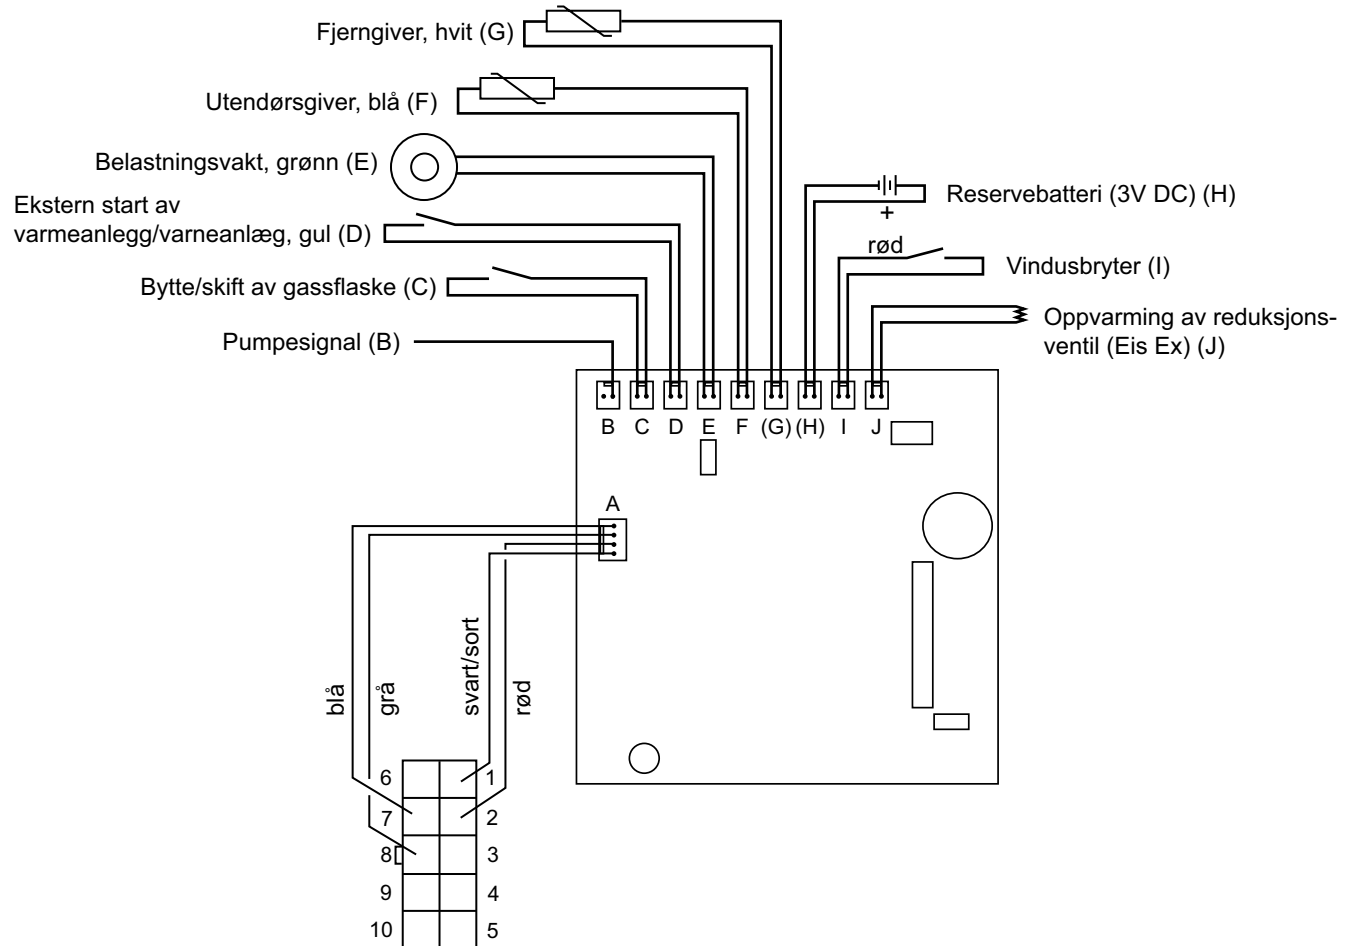 Fjerngiver, hvit (G)
Utendørsgiver, blå (F)
Belastningsvakt, grønn (E)
Ekstern start av
varmeanlegg/varneanlæg, gul (D)
Bytte/skift av gassflaske (C)
Pumpesignal (B)
Reservebatteri (3V DC) (H)
+
rød
Vindusbryter (I)
Oppvarming av reduksjons-
ventil (Eis Ex) (J)
B C D E F (G) (H) I J
A
blå
grå
svart/sort
rød
6 1
7 2
8 3
9 4
10 5